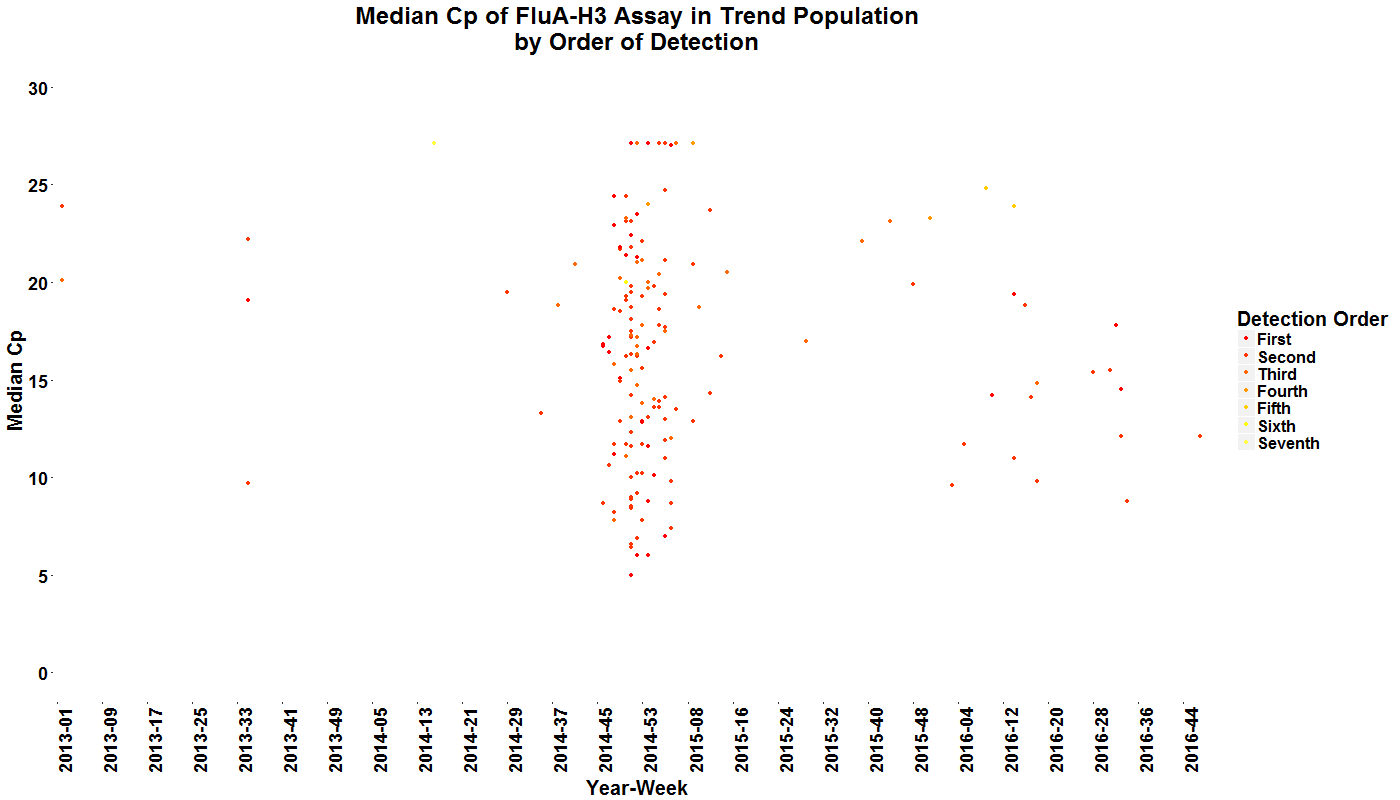 Median Cp of FluA-H3 Assay in Trend Population
by Order of Detection
30
25
20
15
10
5
0
Median Cp
2013-01
2013-09
2013-17
2013-25
2013-33
2013-41
2013-49
2014-05
2014-13
2014-21
2014-29
2014-37
2014-45
2014-53
2015-08
2015-16
2015-24
2015-32
2015-40
2015-48
2016-04
2016-12
2016-20
2016-28
2016-36
2016-44
Year-Week
Detection Order
First
Second
Third
Fourth
Fifth
Sixth
Seventh